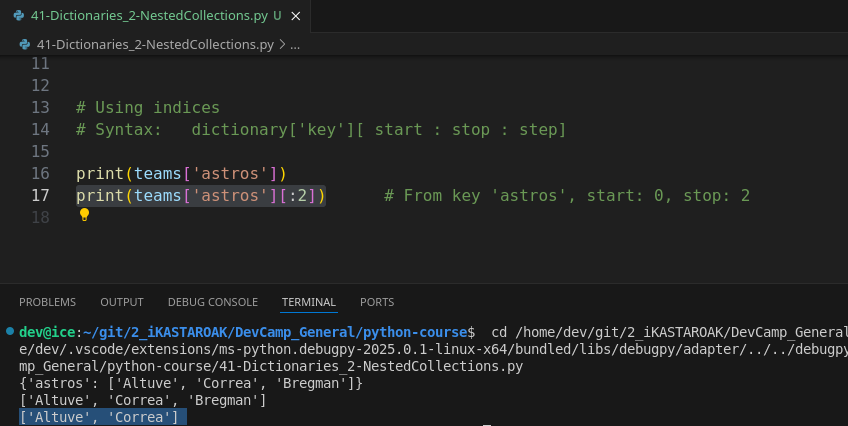 41-Dictionaries_2-NestedCollections.py U
41-Dictionaries_2-NestedCollections.py > ...
11
12
13 # Using indices
14 # Syntax:   dictionary['key'][ start : stop : step]
15
16 print(teams['astros'])
17 print(teams['astros'][:2])      # From key 'astros', start: 0, stop: 2
18
PROBLEMS OUTPUT DEBUG CONSOLE TERMINAL PORTS
dev@ice:~/git/2_iKASTAROAK/DevCamp_General/python-course$  cd /home/dev/git/2_iKASTAROAK/DevCamp_General
e/dev/.vscode/extensions/ms-python.debugpy-2025.0.1-linux-x64/bundled/libs/debugpy/adapter/../../debugpy
mp_General/python-course/41-Dictionaries_2-NestedCollections.py
{'astros': ['Altuve', 'Correa', 'Bregman']}
['Altuve', 'Correa', 'Bregman']
['Altuve', 'Correa']